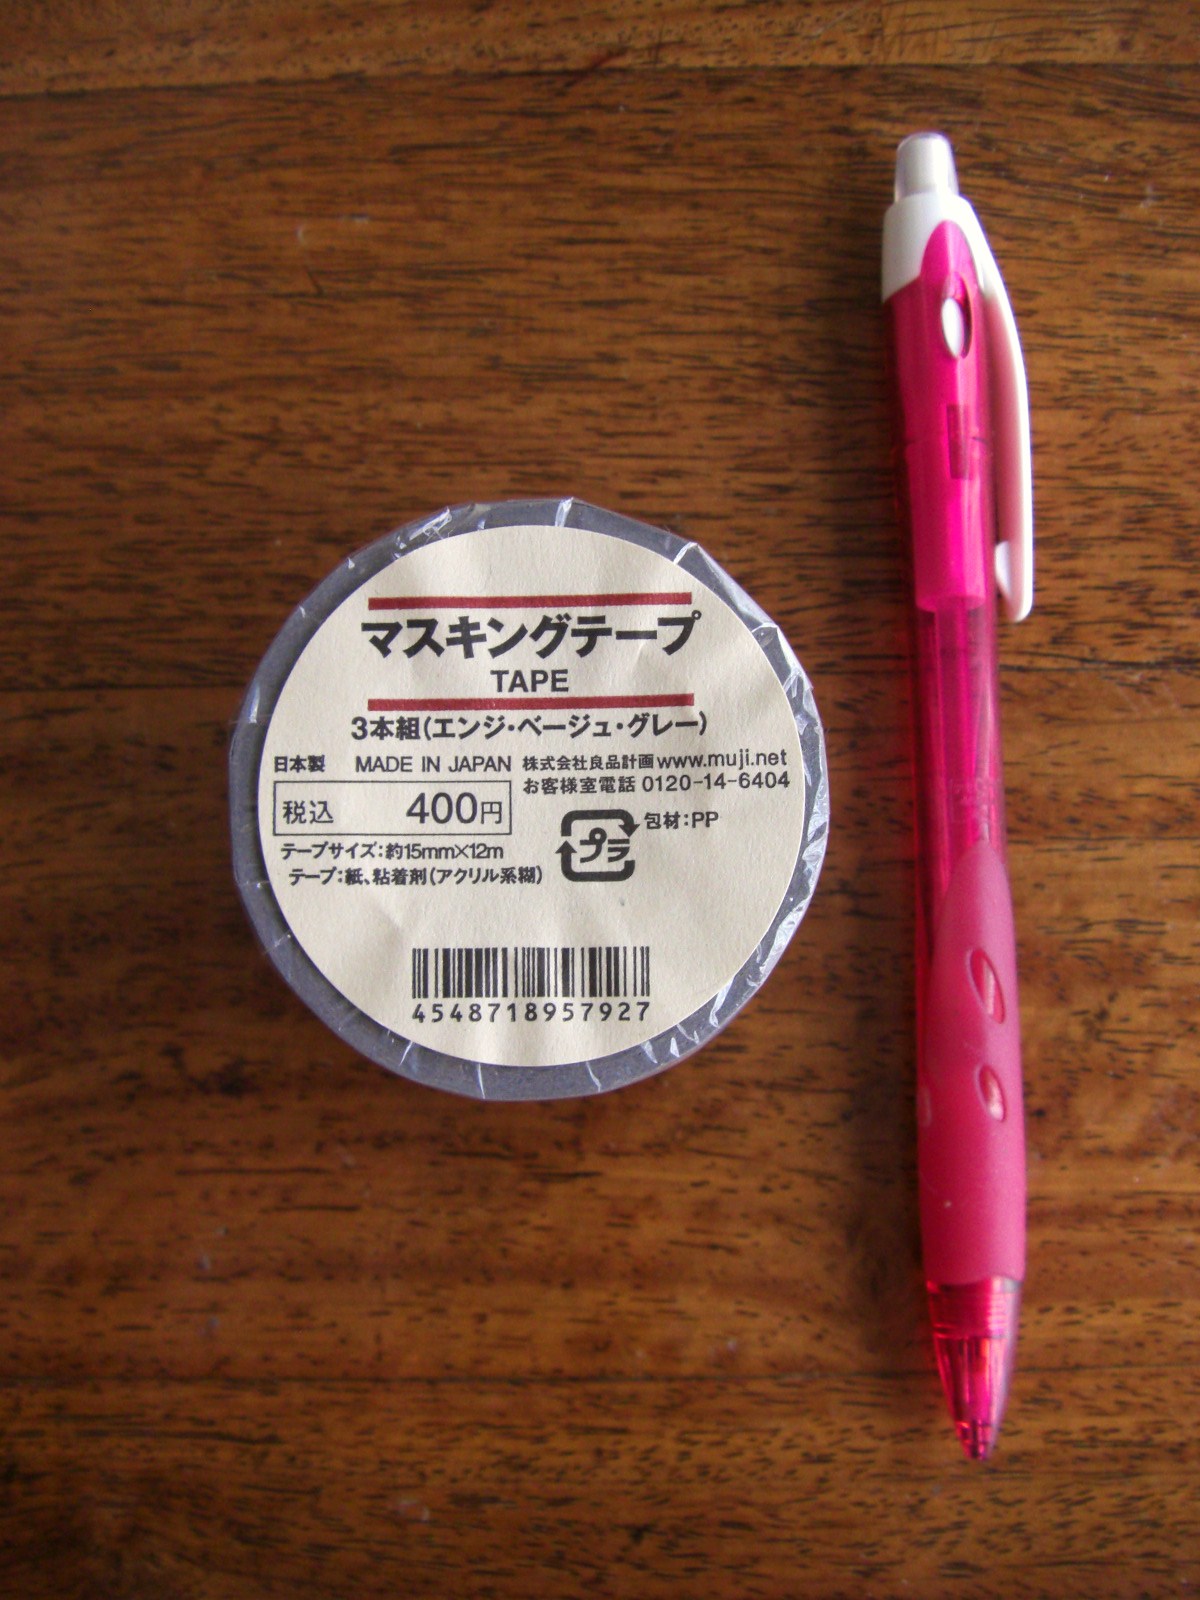 マスキングテープ
TAPE
3本組(エンジ・ベージュ・グレー)
日本製 MADE IN JAPAN
株式会社良品計画 www.muji.net
お客様室電話 0120-14-6404
税込 400円
テープサイズ:約15mm×12m
テープ:紙、粘着剤(アクリル系糊)
プラ
包材:PP
4548718957927